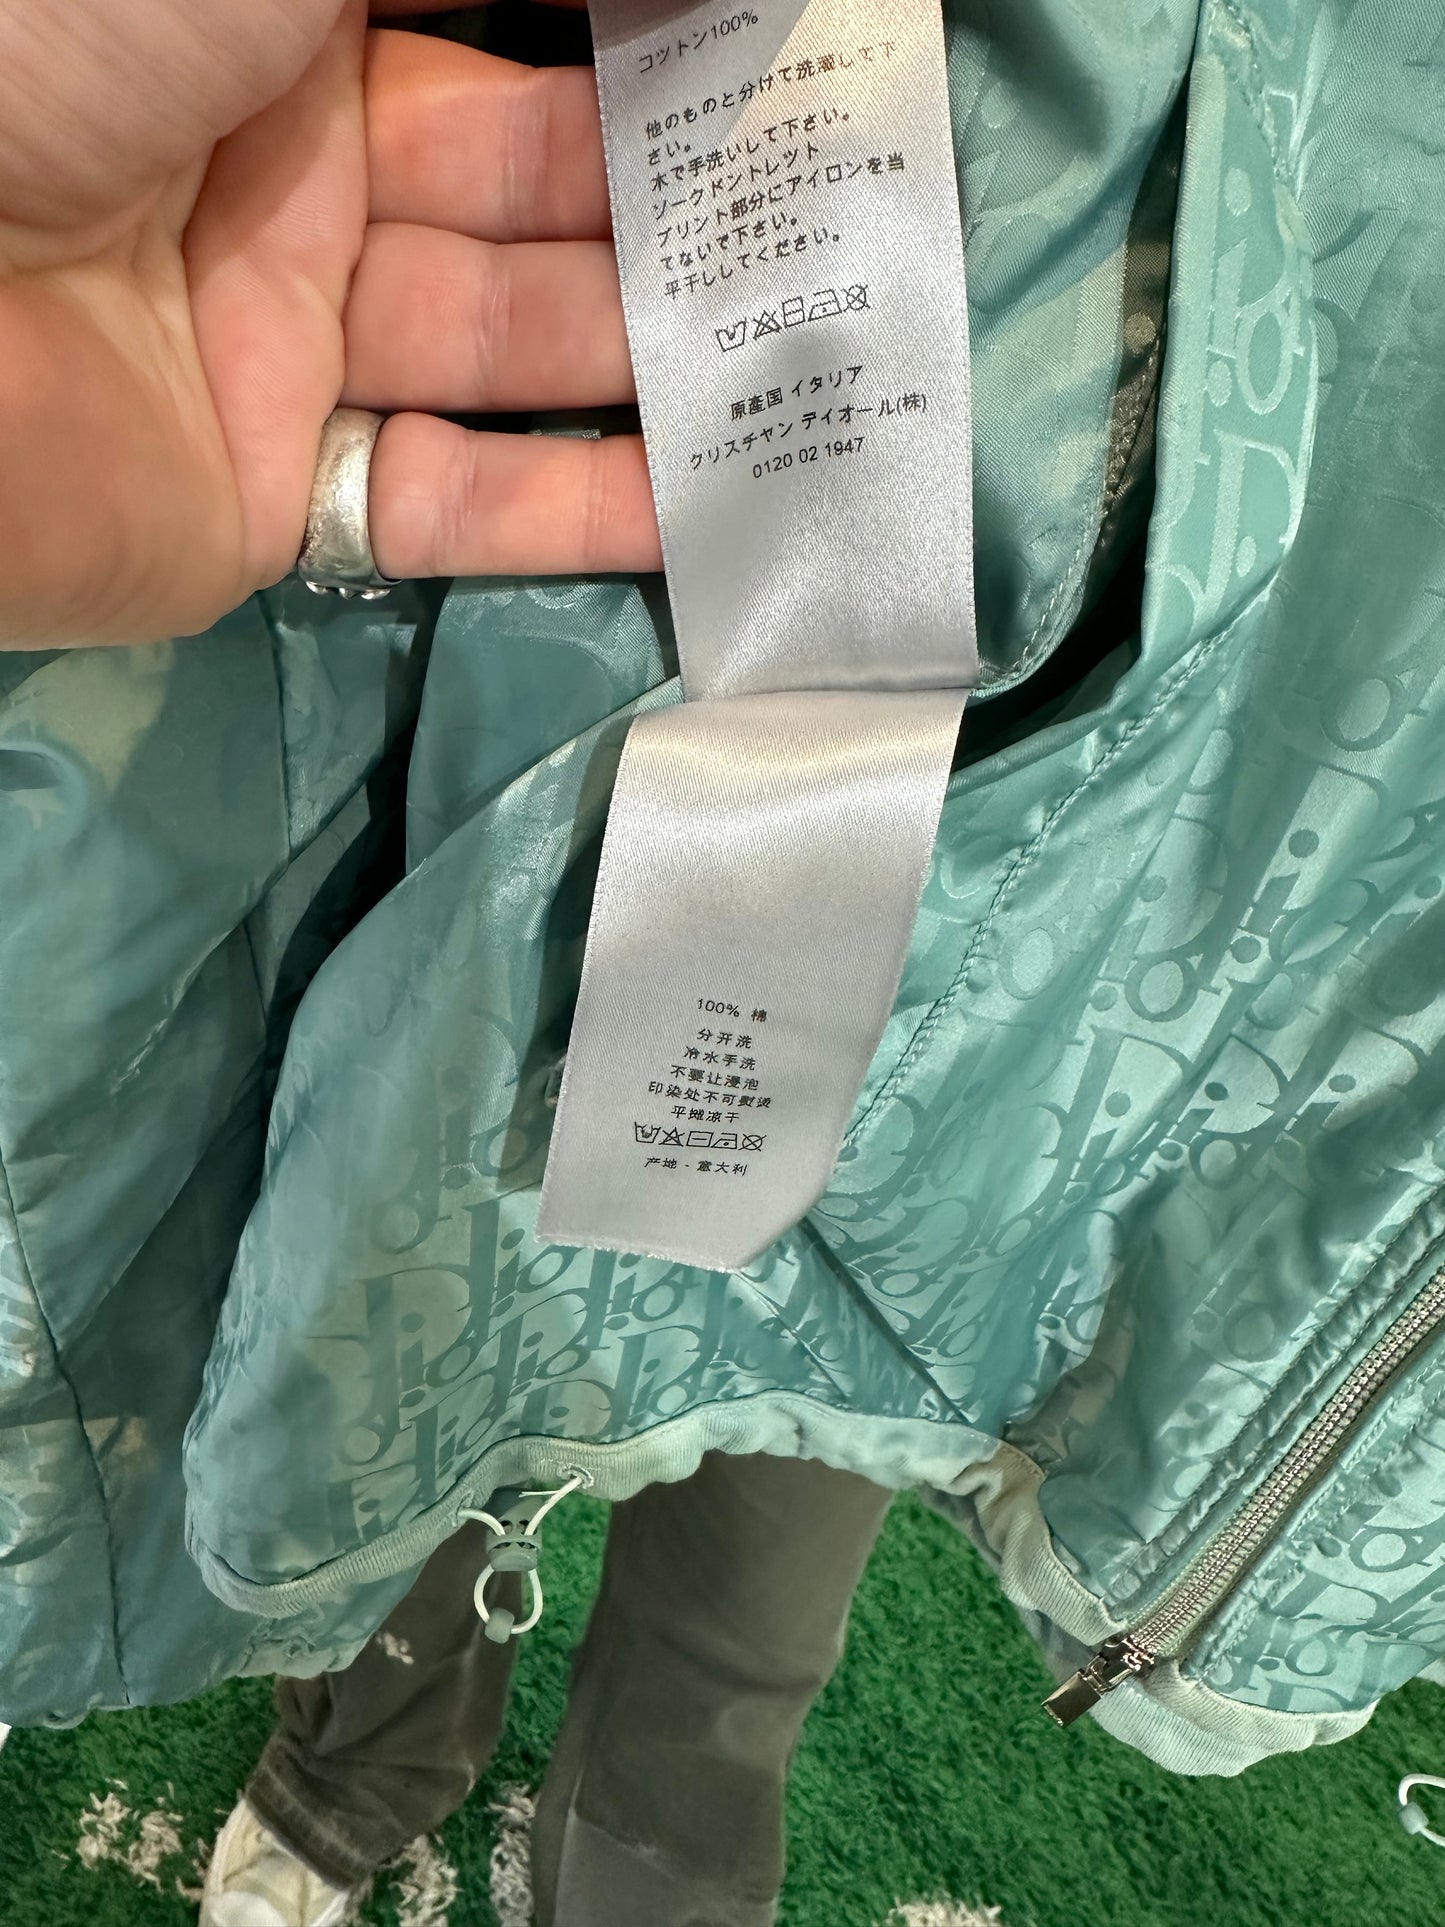 コットン100%
他のものと分けて洗濯して下
さい。
水で手洗いして下さい。
ソークドントレット
プリント部分にアイロンを当
てないで下さい。
平干ししてください。
原産国 イタリア
クリスチャン ディオール(株)
0120 02 1947
100% 棉
分开洗
冷水手洗
不要让浸泡
印染处不可熨烫
平摊凉干
产地 - 意大利
Dior